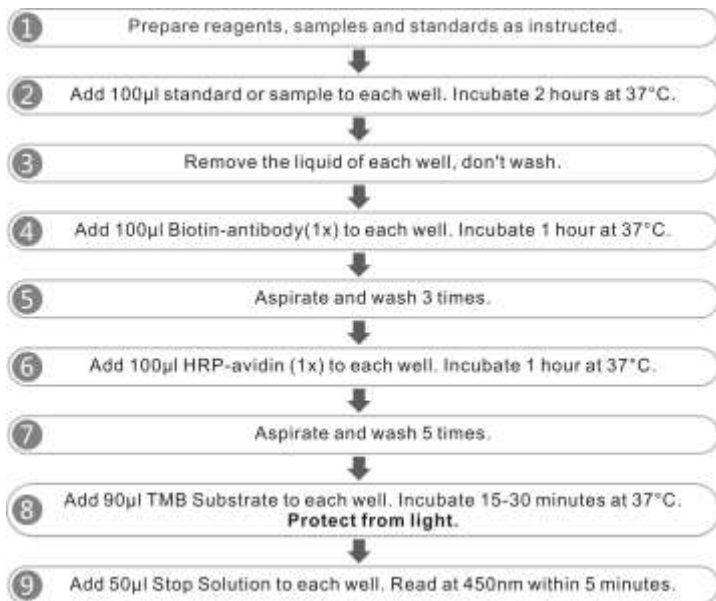 1 Prepare reagents, samples and standards as instructed.
2 Add 100μl standard or sample to each well. Incubate 2 hours at 37°C.
3 Remove the liquid of each well, don't wash.
4 Add 100μl Biotin-antibody(1x) to each well. Incubate 1 hour at 37°C.
5 Aspirate and wash 3 times.
6 Add 100μl HRP-avidin (1x) to each well. Incubate 1 hour at 37°C.
7 Aspirate and wash 5 times.
8 Add 90μl TMB Substrate to each well. Incubate 15-30 minutes at 37°C.
Protect from light.
9 Add 50μl Stop Solution to each well. Read at 450nm within 5 minutes.